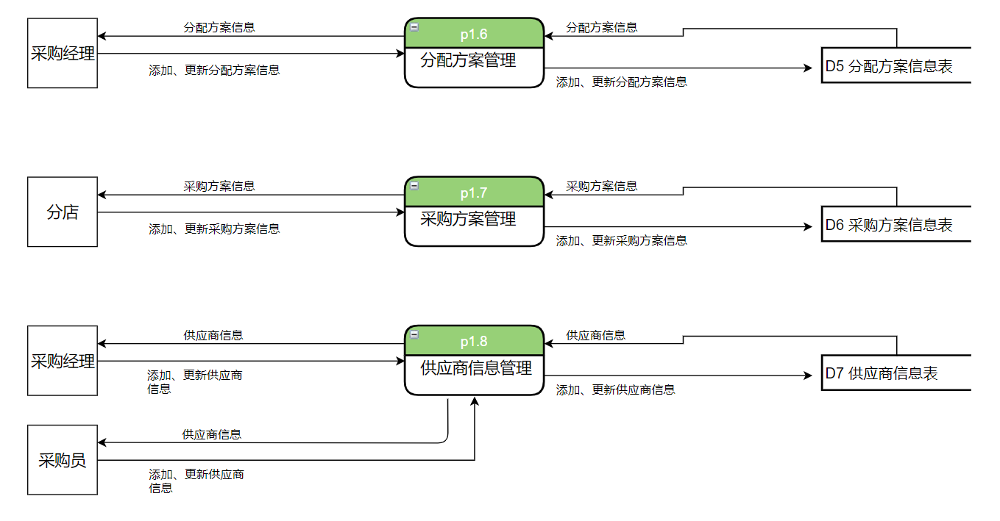 分配方案信息
p1.6
分配方案信息
采购经理
分配方案管理
D5 分配方案信息表
添加、更新分配方案信息
添加、更新分配方案信息
采购方案信息
p1.7
采购方案信息
分店
采购方案管理
D6 采购方案信息表
添加、更新采购方案信息
添加、更新采购方案信息
供应商信息
p1.8
供应商信息
采购经理
供应商信息管理
D7 供应商信息表
添加、更新供应商
信息
添加、更新供应商信息
供应商信息
采购员
添加、更新供应商
信息